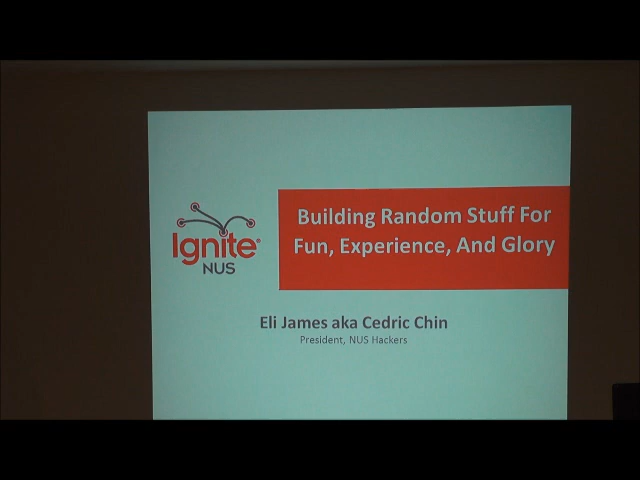 Ignite®
NUS
Building Random Stuff For
Fun, Experience, And Glory
Eli James aka Cedric Chin
President, NUS Hackers